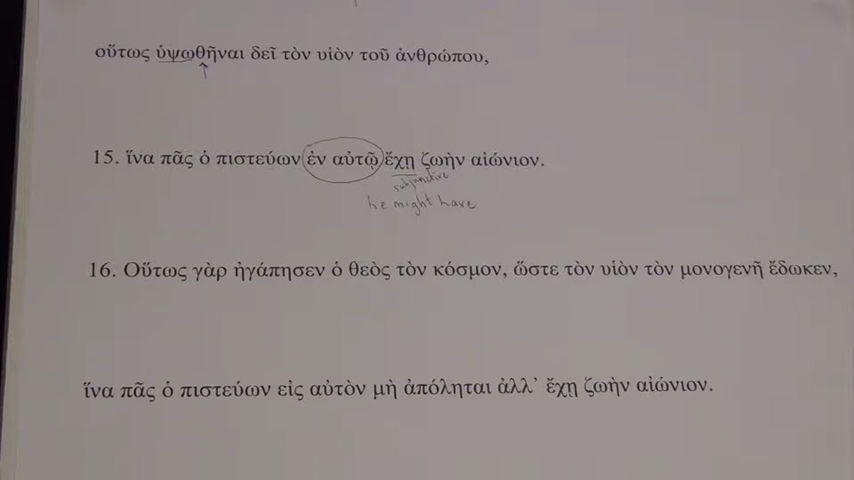 οὕτως ὑψωθῆναι δεῖ τὸν υἱὸν τοῦ ἀνθρώπου,
15. ἵνα πᾶς ὁ πιστεύων ἐν αὐτῷ ἔχῃ ζωὴν αἰώνιον.
subjunctive
he might have
16. Οὕτως γὰρ ἠγάπησεν ὁ θεὸς τὸν κόσμον, ὥστε τὸν υἱὸν τὸν μονογενῆ ἔδωκεν,
ἵνα πᾶς ὁ πιστεύων εἰς αὐτὸν μὴ ἀπόληται ἀλλ᾽ ἔχῃ ζωὴν αἰώνιον.